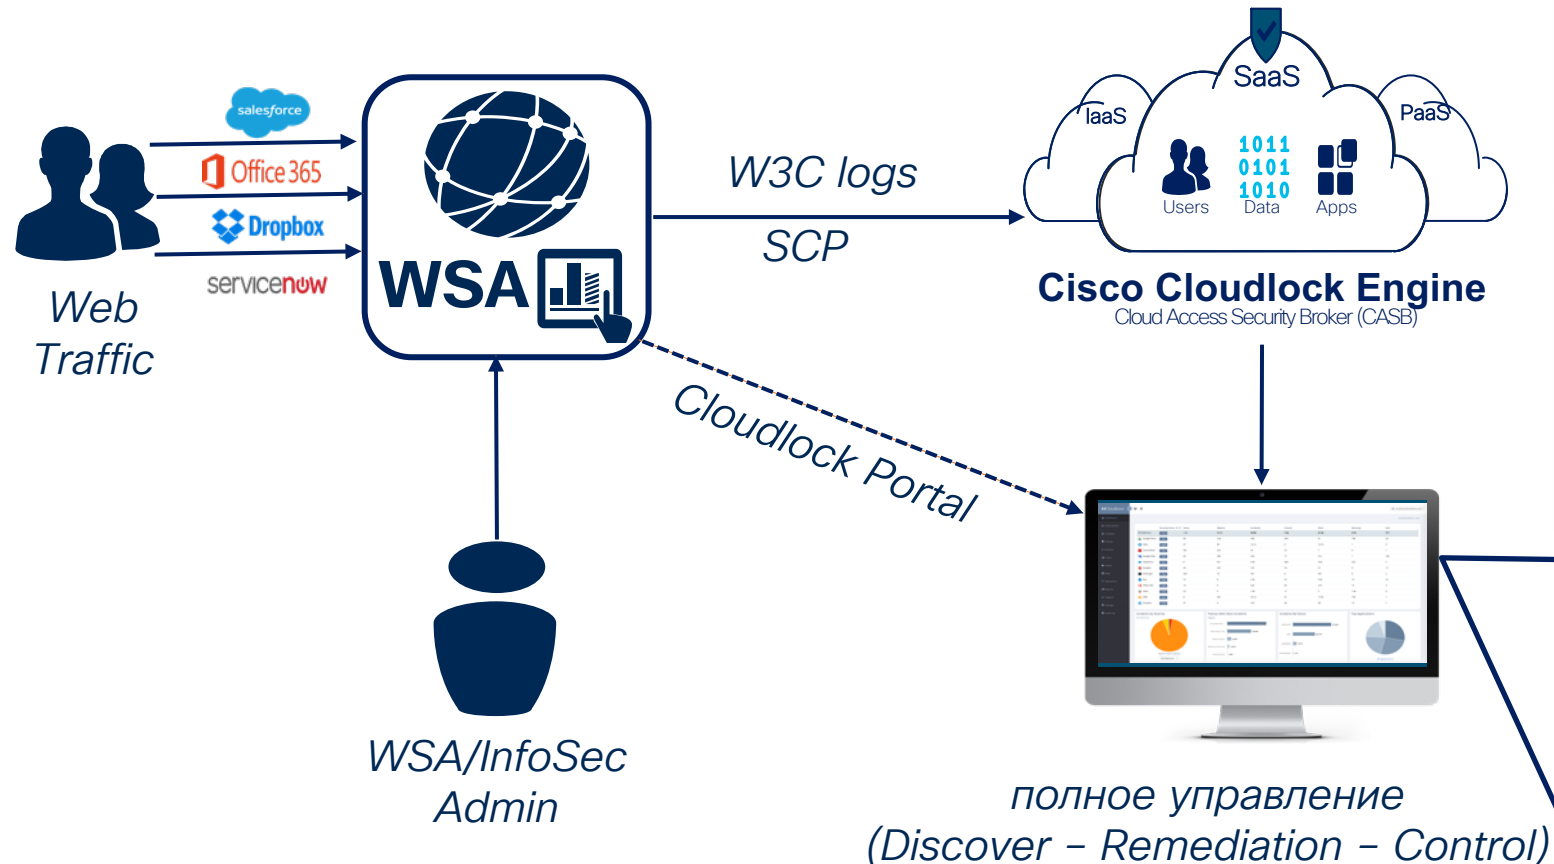 salesforce
Office 365
Dropbox
servicenow
Web
Traffic
WSA
WSA/InfoSec
Admin
W3C logs
SCP
Cloudlock Portal
SaaS
IaaS
PaaS
1011
0101
1010
Users
Data
Apps
Cisco Cloudlock Engine
Cloud Access Security Broker (CASB)
полное управление
(Discover – Remediation – Control)